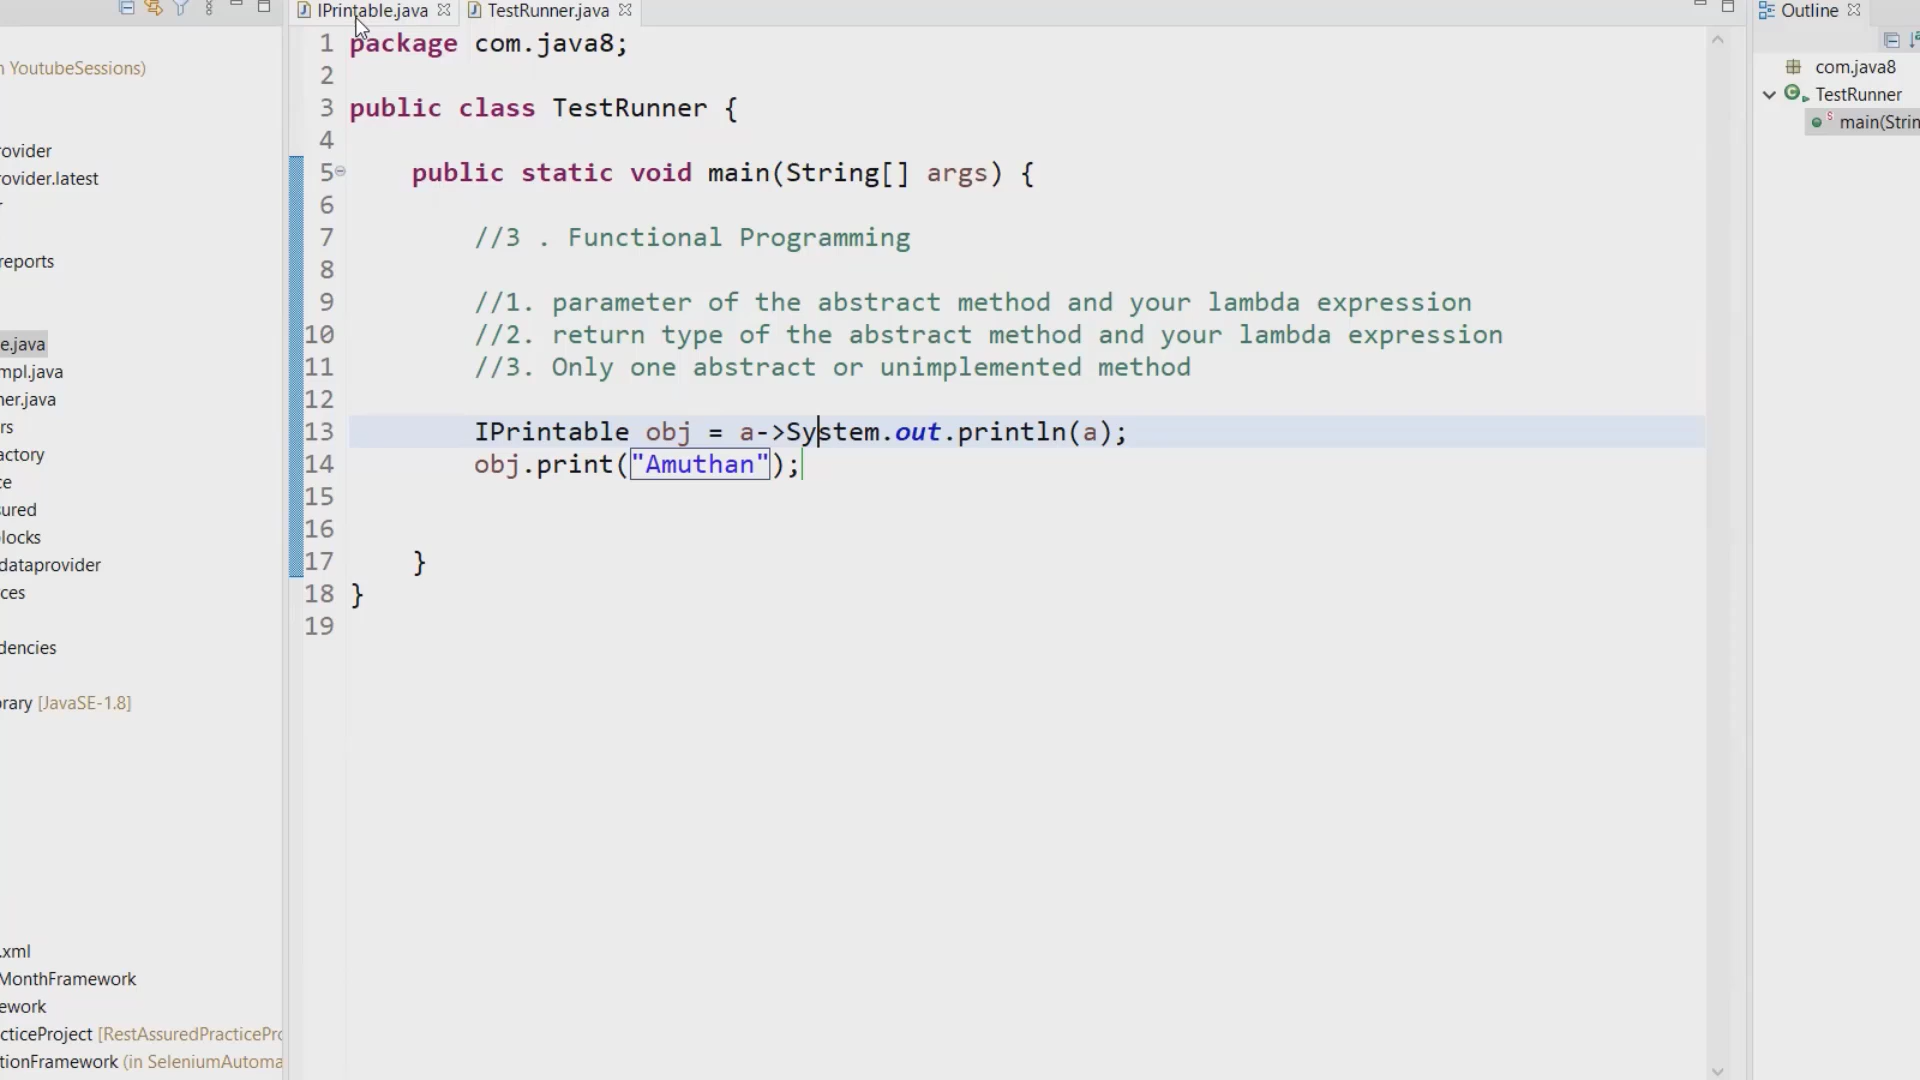 IPrintable.java
TestRunner.java
Outline
1 package com.java8;
2
3 public class TestRunner {
4
5 public static void main(String[] args) {
6
7 //3 . Functional Programming
8
9 //1. parameter of the abstract method and your lambda expression
10 //2. return type of the abstract method and your lambda expression
11 //3. Only one abstract or unimplemented method
12
13 IPrintable obj = a->System.out.println(a);
14 obj.print("Amuthan");
15
16
17 }
18 }
19
n YoutubeSessions)
ovider
ovider.latest
r
reports
e.java
mpl.java
ner.java
rs
actory
ce
sured
locks
dataprovider
ces
dencies
rary [JavaSE-1.8]
.xml
MonthFramework
ework
cticeProject [RestAssuredPracticePro
tionFramework (in SeleniumAutoma
com.java8
TestRunner
main(Strin